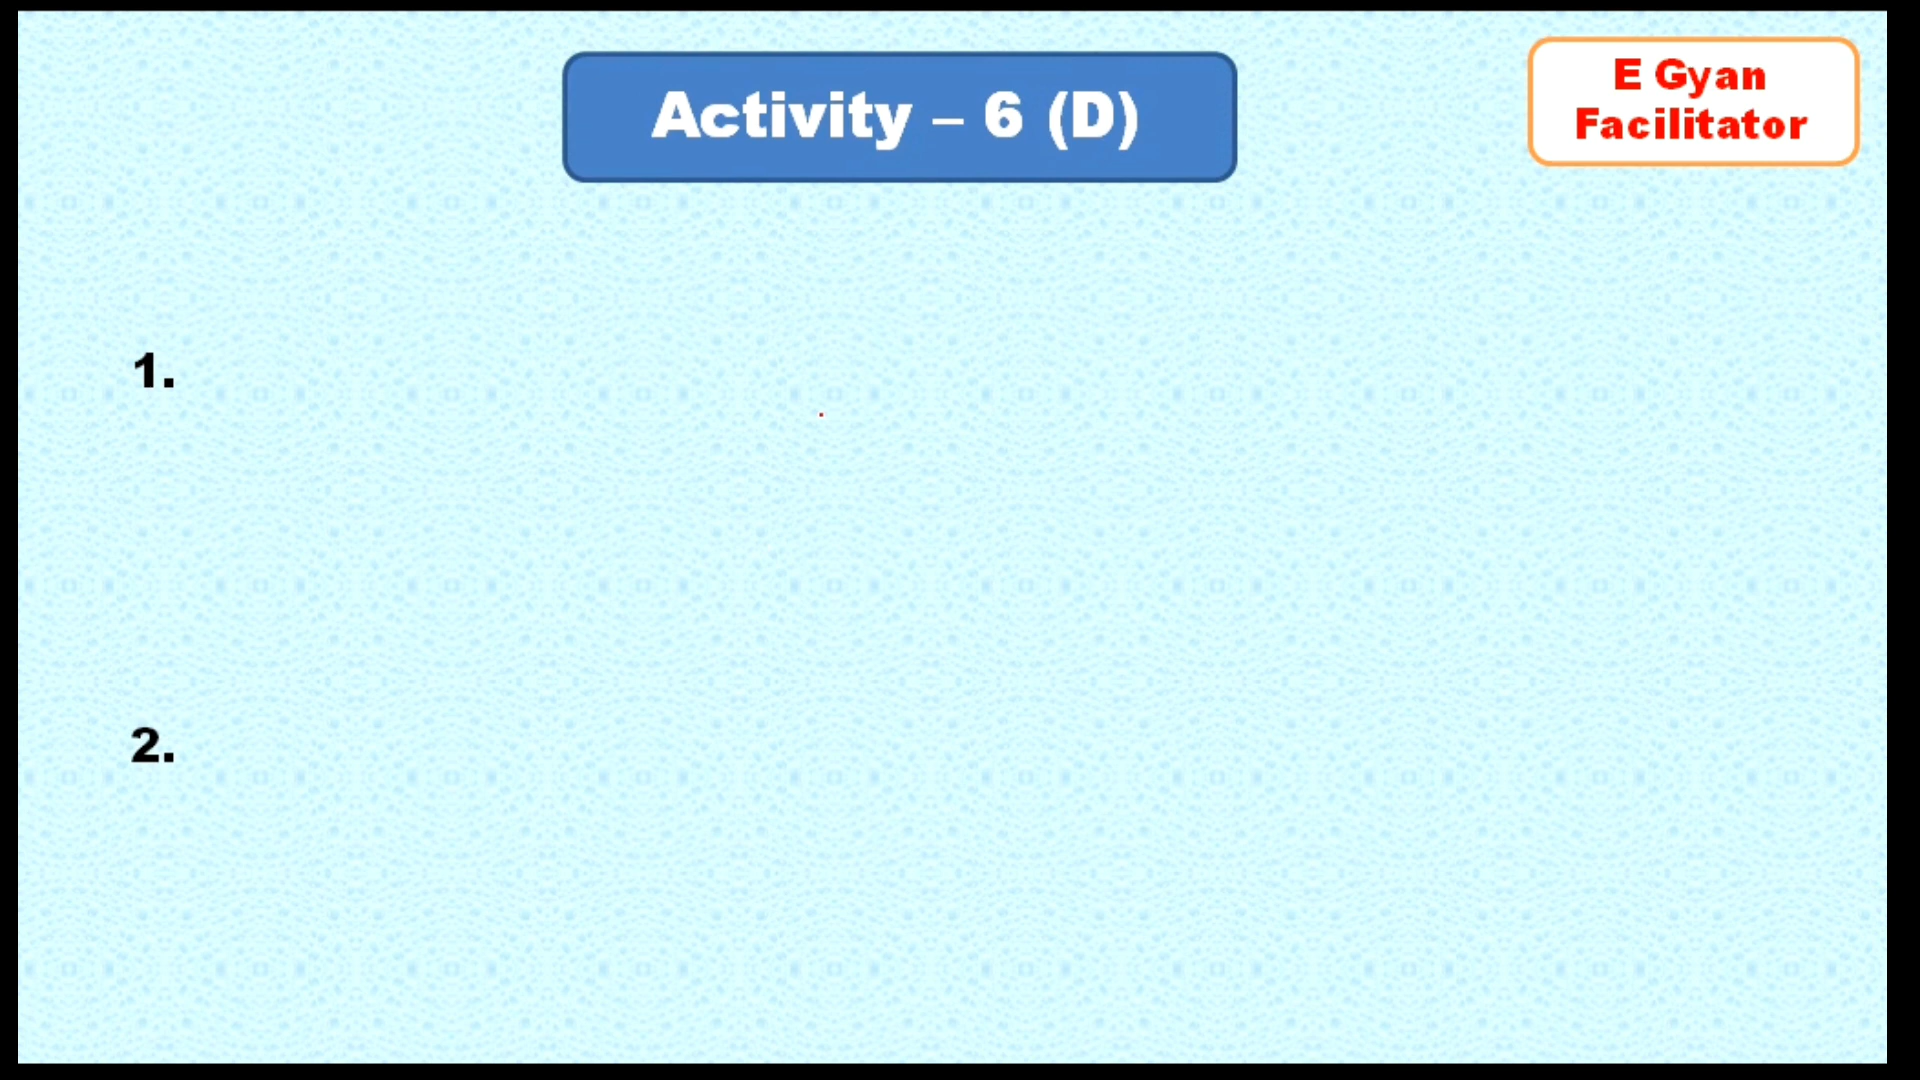 Activity – 6 (D)
E Gyan
Facilitator
1.
2.